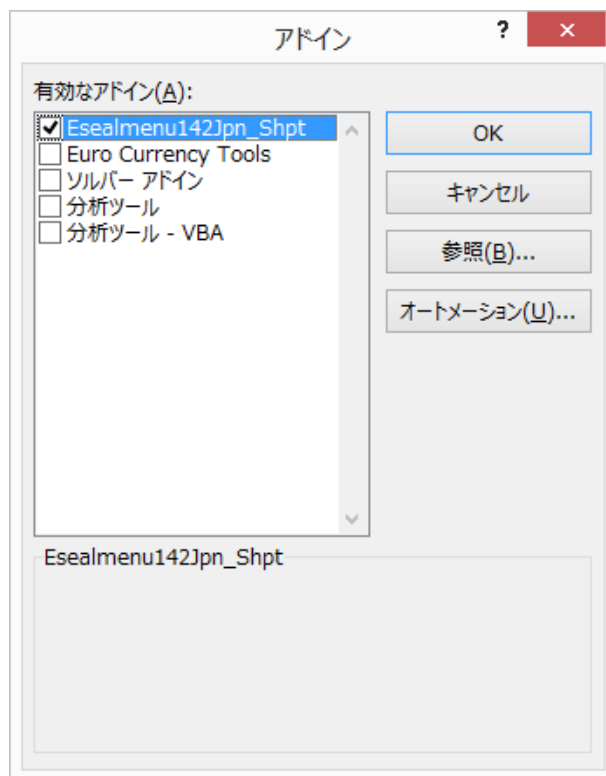 アドイン
?
×
有効なアドイン(A):
Esealmenu142Jpn_Shpt
Euro Currency Tools
ソルバー アドイン
分析ツール
分析ツール - VBA
OK
キャンセル
参照(B)...
オートメーション(U)...
Esealmenu142Jpn_Shpt